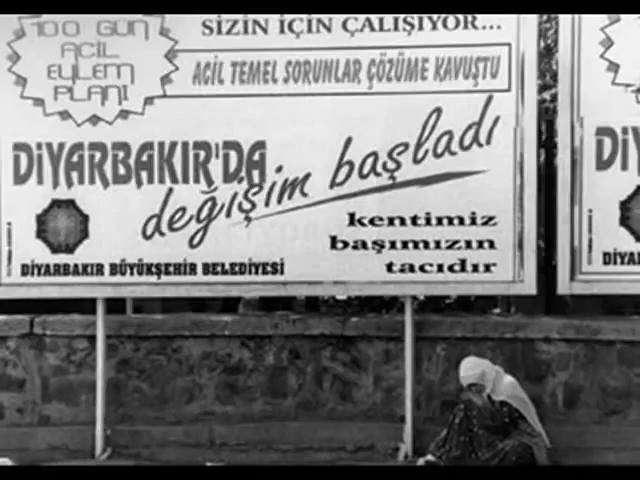 SİZİN İÇİN ÇALIŞIYOR...
100 GÜN
ACİL
EYLEM
PLANI
ACİL TEMEL SORUNLAR ÇÖZÜME KAVUŞTU
DİYARBAKIR'DA
değişim başladı
kentimiz
başımızın
tacıdır
DİYARBAKIR BÜYÜKŞEHİR BELEDİYESİ
DİY
DİYA